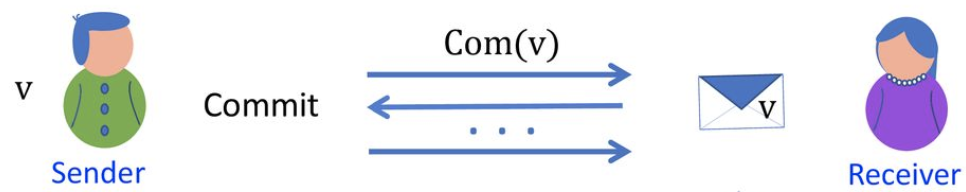 Com(v)
v
Commit
. . .
v
Sender
Receiver